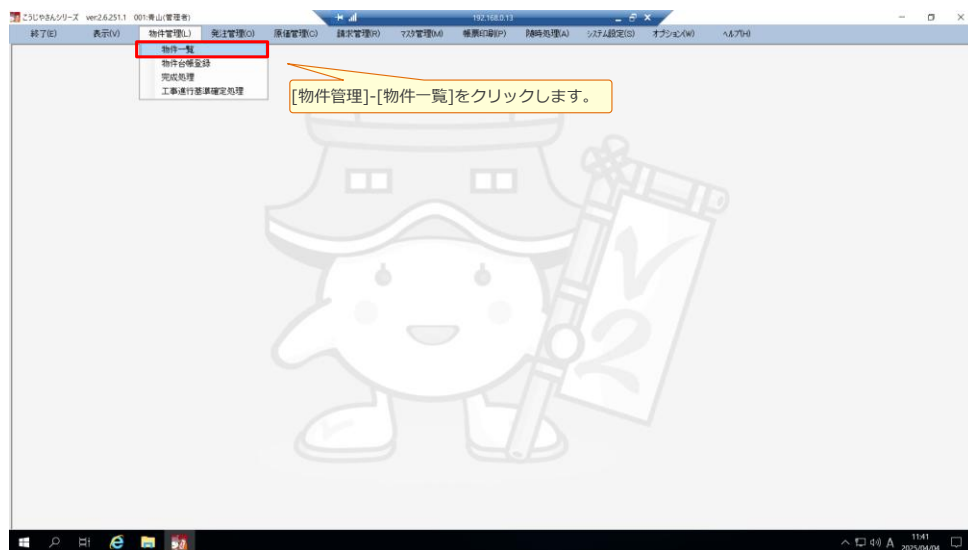 こうじやさんシリーズ ver.2.6.251.1 001:青山(管理者)
192.168.0.13
終了(E) 表示(V) 物件管理(L) 発注管理(O) 原価管理(C) 請求管理(R) マスタ管理(M) 帳票印刷(P) 随時処理(A) システム設定(S) オプション(W) ヘルプ(H)
物件一覧
物件台帳登録
完成処理
工事進行基準確定処理
[物件管理]-[物件一覧]をクリックします。
V2
A
11:41
2025/04/04